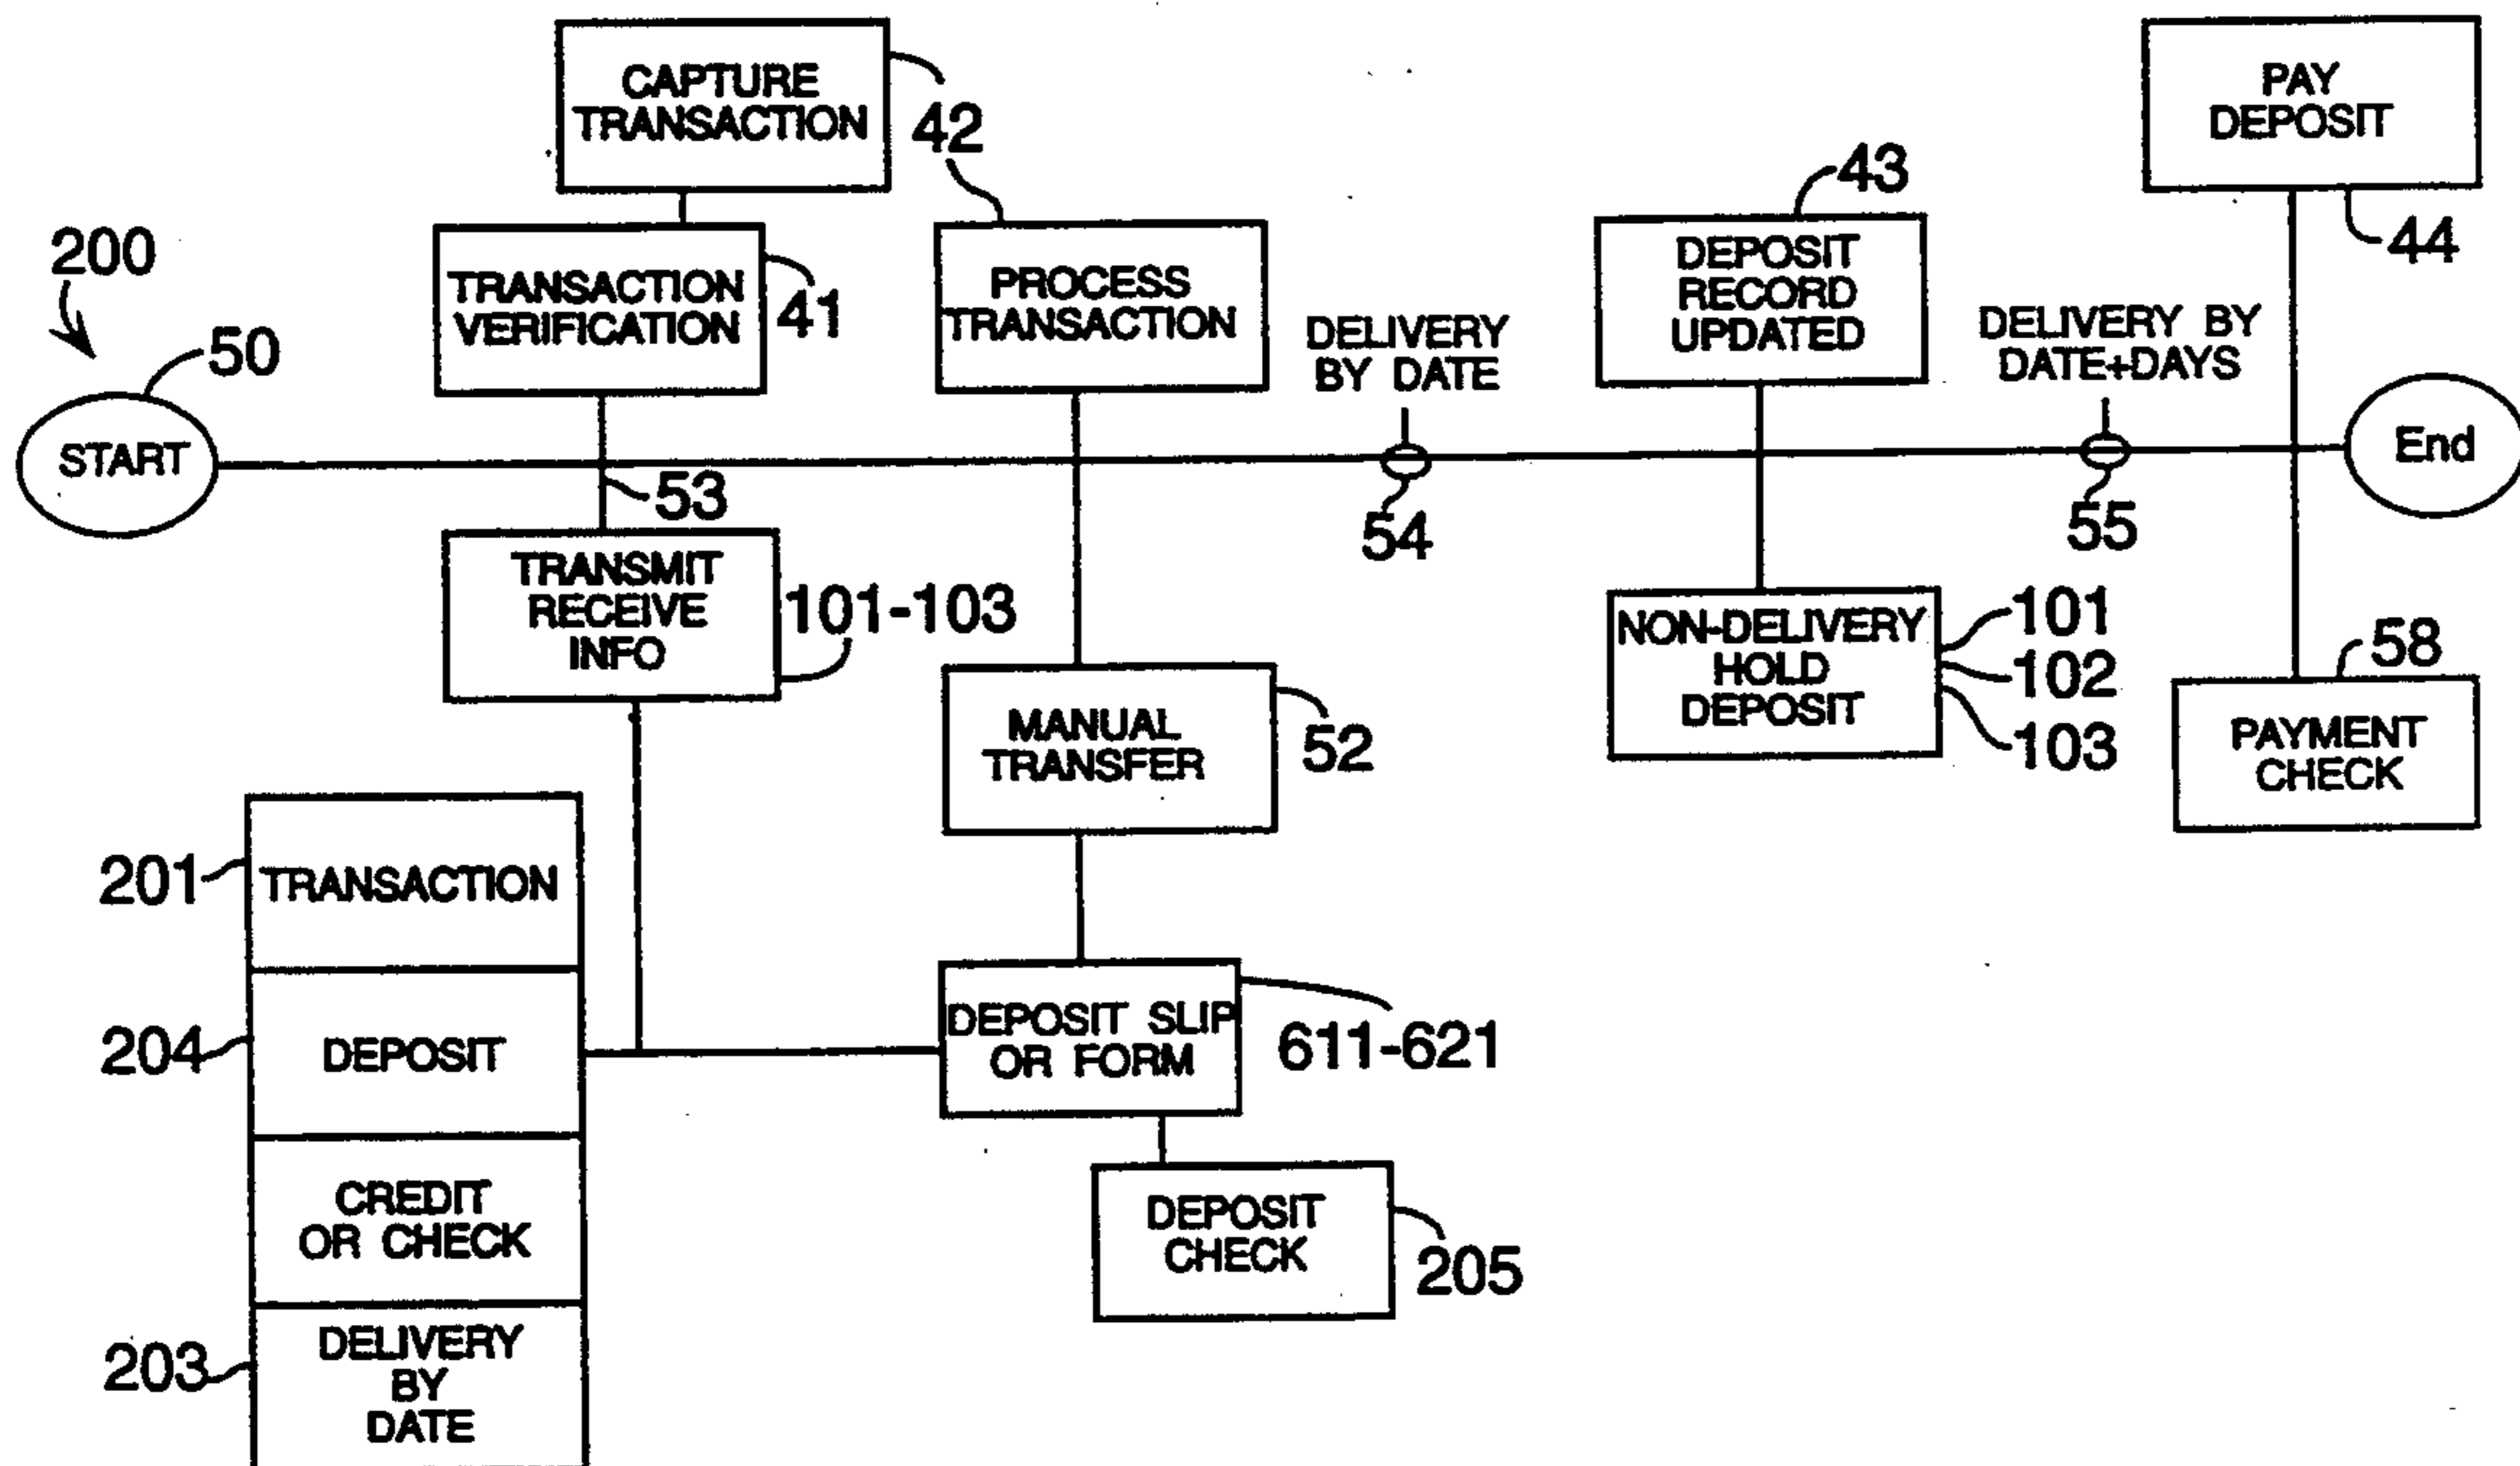 CAPTURE
TRANSACTION
42
PAY
DEPOSIT
44
43
200
50
START
TRANSACTION
VERIFICATION
41
PROCESS
TRANSACTION
DELIVERY
BY DATE
54
DEPOSIT
RECORD
UPDATED
DELIVERY BY
DATE+DAYS
55
End
53
TRANSMIT
RECEIVE
INFO
101-103
MANUAL
TRANSFER
52
NON-DELIVERY
HOLD
DEPOSIT
101
102
103
58
PAYMENT
CHECK
201
TRANSACTION
204
DEPOSIT
CREDIT
OR CHECK
203
DELIVERY
BY
DATE
DEPOSIT SLIP
OR FORM
611-621
DEPOSIT
CHECK
205